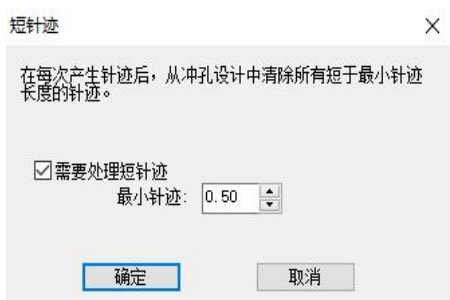 短针迹
在每次产生针迹后，从冲孔设计中清除所有短于最小针迹
长度的针迹。
需要处理短针迹
最小针迹： 0.50
确定 取消